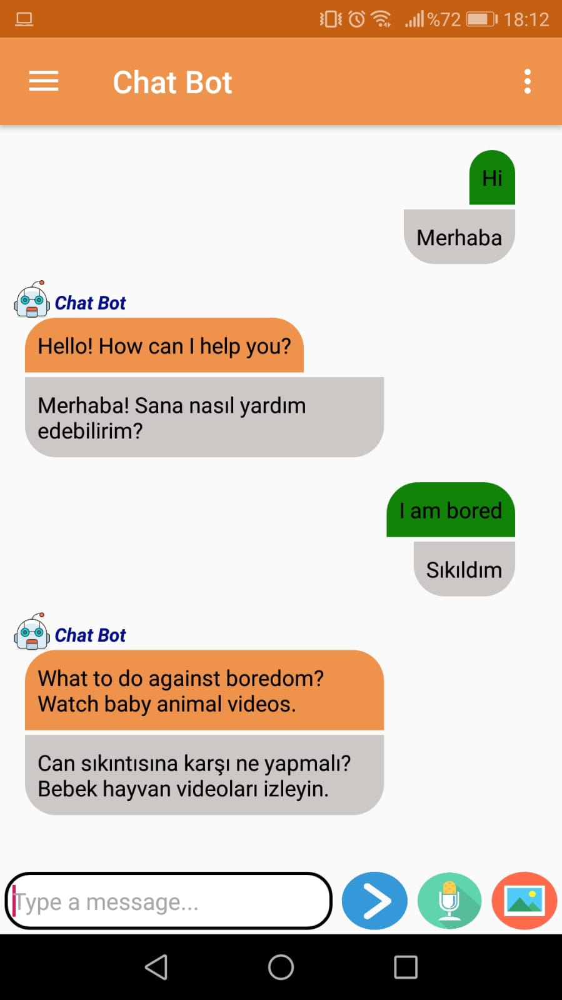 %72 18:12
Chat Bot
Hi
Merhaba
Chat Bot
Hello! How can I help you?
Merhaba! Sana nasıl yardım
edebilirim?
I am bored
Sıkıldım
Chat Bot
What to do against boredom?
Watch baby animal videos.
Can sıkıntısına karşı ne yapmalı?
Bebek hayvan videoları izleyin.
Type a message...